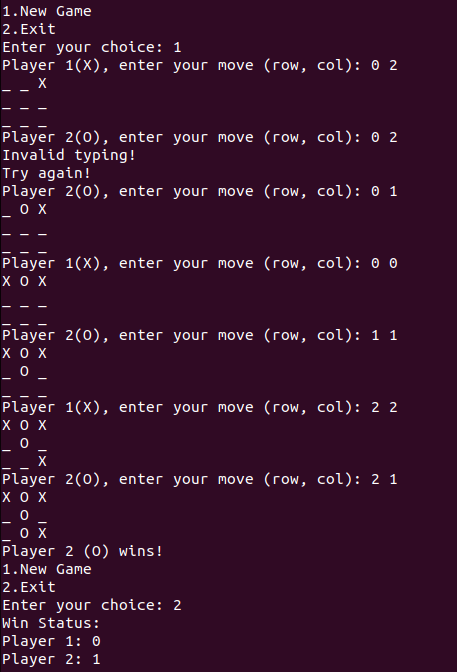 1.New Game
2.Exit
Enter your choice: 1
Player 1(X), enter your move (row, col): 0 2
_ _ X
_ _ _
_ _ _
Player 2(O), enter your move (row, col): 0 2
Invalid typing!
Try again!
Player 2(O), enter your move (row, col): 0 1
_ O X
_ _ _
_ _ _
Player 1(X), enter your move (row, col): 0 0
X O X
_ _ _
_ _ _
Player 2(O), enter your move (row, col): 1 1
X O X
_ O _
_ _ _
Player 1(X), enter your move (row, col): 2 2
X O X
_ O _
_ _ X
Player 2(O), enter your move (row, col): 2 1
X O X
_ O _
_ O X
Player 2 (O) wins!
1.New Game
2.Exit
Enter your choice: 2
Win Status:
Player 1: 0
Player 2: 1